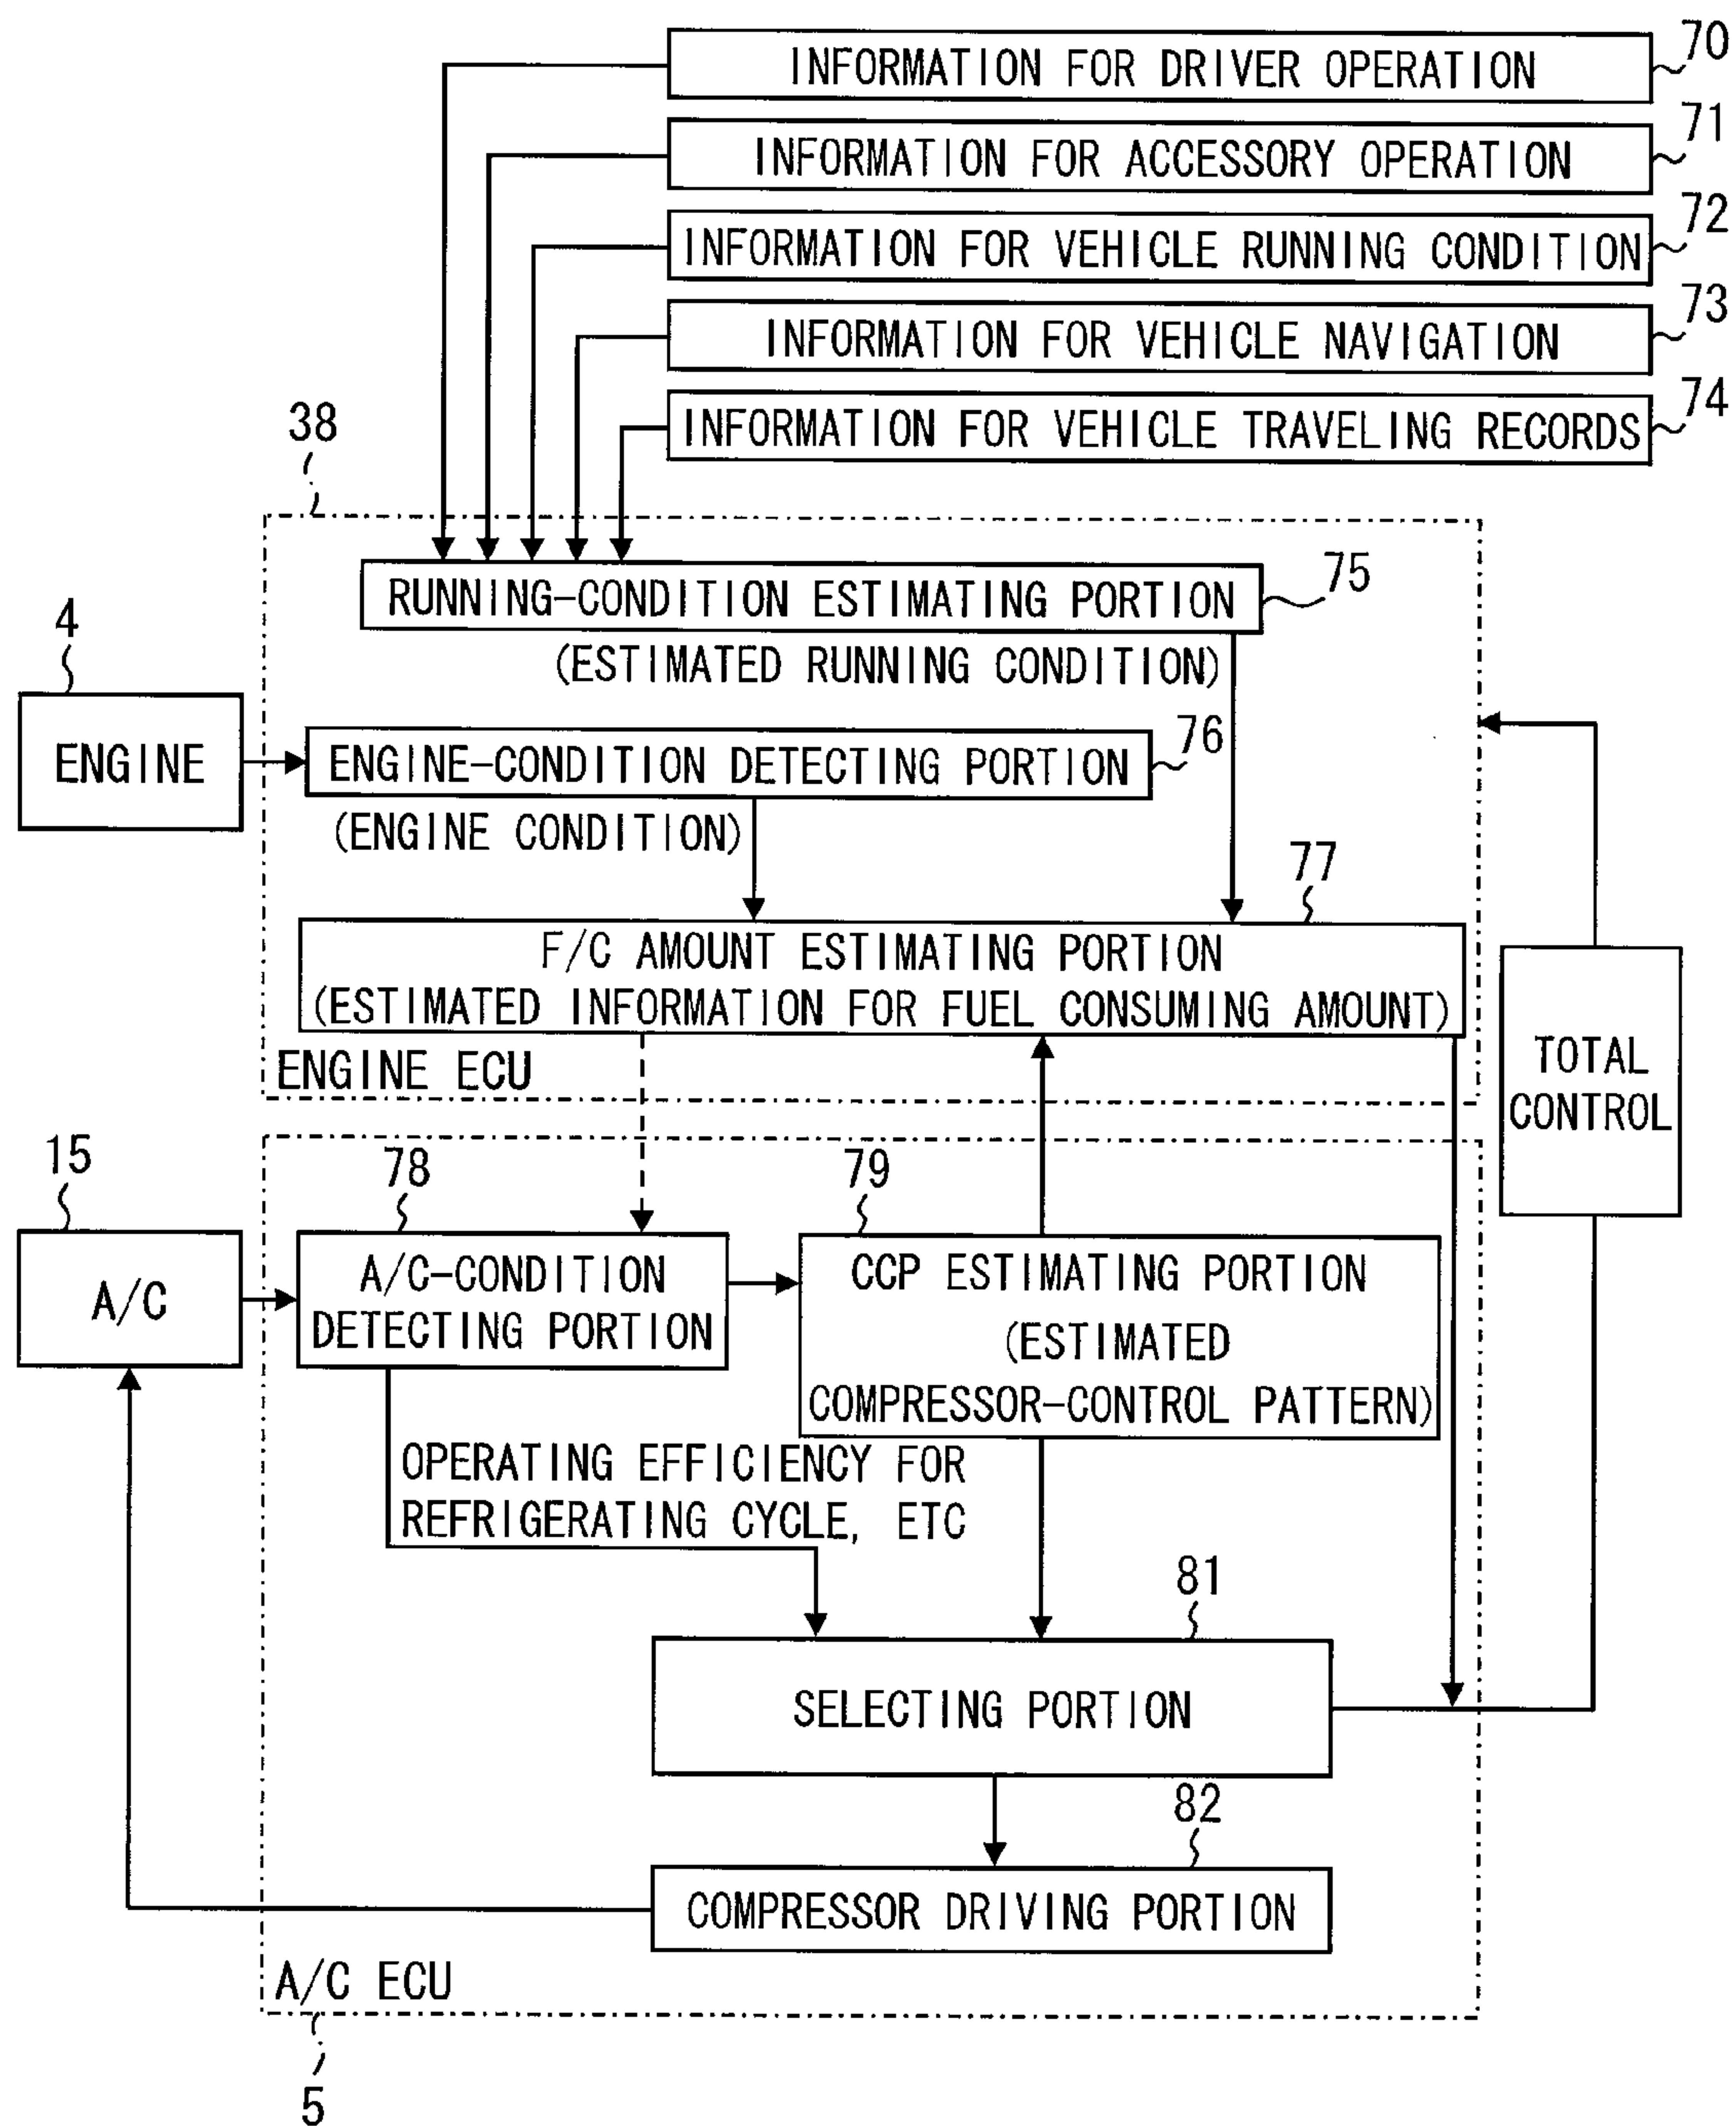 70
INFORMATION FOR DRIVER OPERATION
71
INFORMATION FOR ACCESSORY OPERATION
72
INFORMATION FOR VEHICLE RUNNING CONDITION
73
INFORMATION FOR VEHICLE NAVIGATION
74
INFORMATION FOR VEHICLE TRAVELING RECORDS
38
75
RUNNING-CONDITION ESTIMATING PORTION
(ESTIMATED RUNNING CONDITION)
4
ENGINE
76
ENGINE-CONDITION DETECTING PORTION
(ENGINE CONDITION)
77
F/C AMOUNT ESTIMATING PORTION
(ESTIMATED INFORMATION FOR FUEL CONSUMING AMOUNT)
ENGINE ECU
TOTAL
CONTROL
15
A/C
78
A/C-CONDITION
DETECTING PORTION
79
CCP ESTIMATING PORTION
(ESTIMATED
COMPRESSOR-CONTROL PATTERN)
OPERATING EFFICIENCY FOR
REFRIGERATING CYCLE, ETC
81
SELECTING PORTION
82
COMPRESSOR DRIVING PORTION
A/C ECU
5